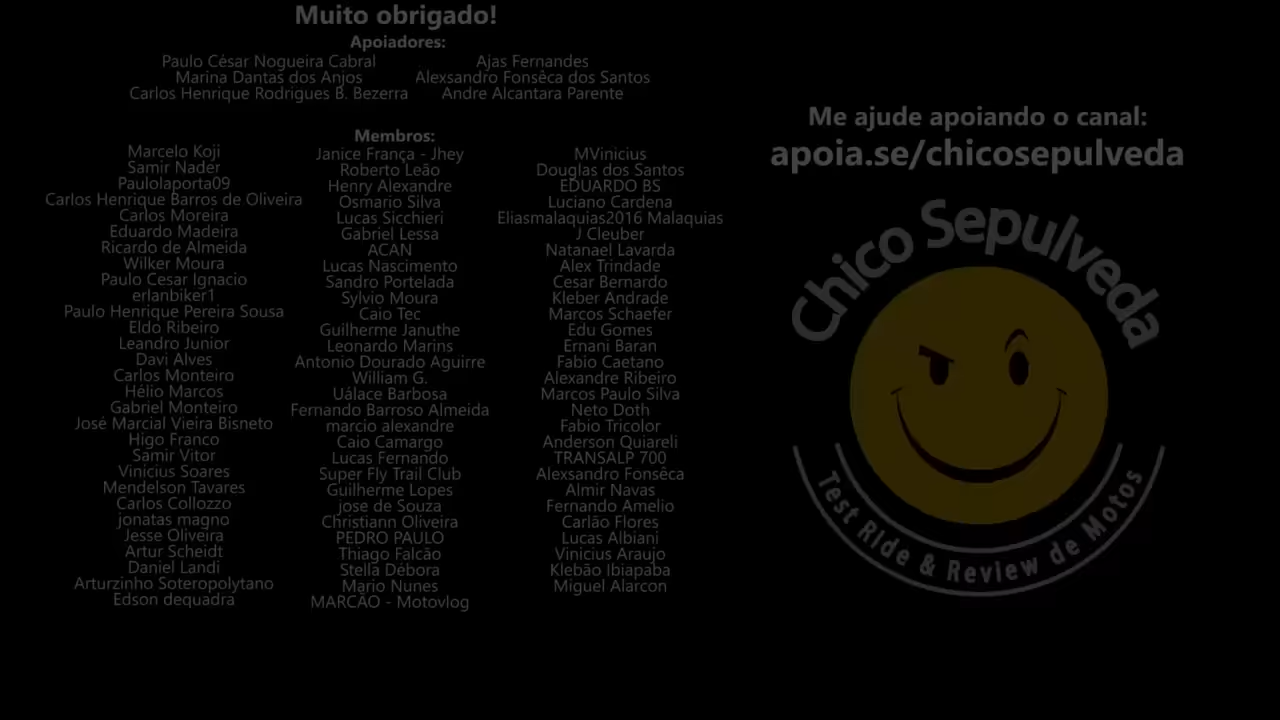 Muito obrigado!
Apoiadores:
Paulo César Nogueira Cabral
Marina Dantas dos Anjos
Carlos Henrique Rodrigues B. Bezerra
Ajas Fernandes
Alexsandro Fonsêca dos Santos
Andre Alcantara Parente
Membros:
Marcelo Koji
Samir Nader
Paulolaporta09
Carlos Henrique Barros de Oliveira
Carlos Moreira
Eduardo Madeira
Ricardo de Almeida
Wilker Moura
Paulo Cesar Ignacio
erlanbiker1
Paulo Henrique Pereira Sousa
Eldo Ribeiro
Leandro Junior
Davi Alves
Carlos Monteiro
Hélio Marcos
Gabriel Monteiro
José Marcial Vieira Bisneto
Higo Franco
Samir Vitor
Vinicius Soares
Mendelson Tavares
Carlos Collozzo
jonatas magno
Jesse Oliveira
Artur Scheidt
Daniel Landi
Arturzinho Soteropolytano
Edson dequadra
Janice França - Jhey
Roberto Leão
Henry Alexandre
Osmario Silva
Lucas Sicchieri
Gabriel Lessa
ACAN
Lucas Nascimento
Sandro Portelada
Sylvio Moura
Caio Tec
Guilherme Januthe
Leonardo Marins
Antonio Dourado Aguirre
William G.
Uálace Barbosa
Fernando Barroso Almeida
marcio alexandre
Caio Camargo
Lucas Fernando
Super Fly Trail Club
Guilherme Lopes
jose de Souza
Christiann Oliveira
PEDRO PAULO
Thiago Falcão
Stella Débora
Mario Nunes
MARCÃO - Motovlog
MVinicius
Douglas dos Santos
EDUARDO BS
Luciano Cardena
Eliasmalaquias2016 Malaquias
J Cleuber
Natanael Lavarda
Alex Trindade
Cesar Bernardo
Kleber Andrade
Marcos Schaefer
Edu Gomes
Ernani Baran
Fabio Caetano
Alexandre Ribeiro
Marcos Paulo Silva
Neto Doth
Fabio Tricolor
Anderson Quiareli
TRANSALP 700
Alexsandro Fonsêca
Almir Navas
Fernando Amelio
Carlão Flores
Lucas Albiani
Vinicius Araujo
Klebão Ibiapaba
Miguel Alarcon
Me ajude apoiando o canal:
apoia.se/chicosepulveda
Chico Sepulveda
Test Ride & Review de Motos